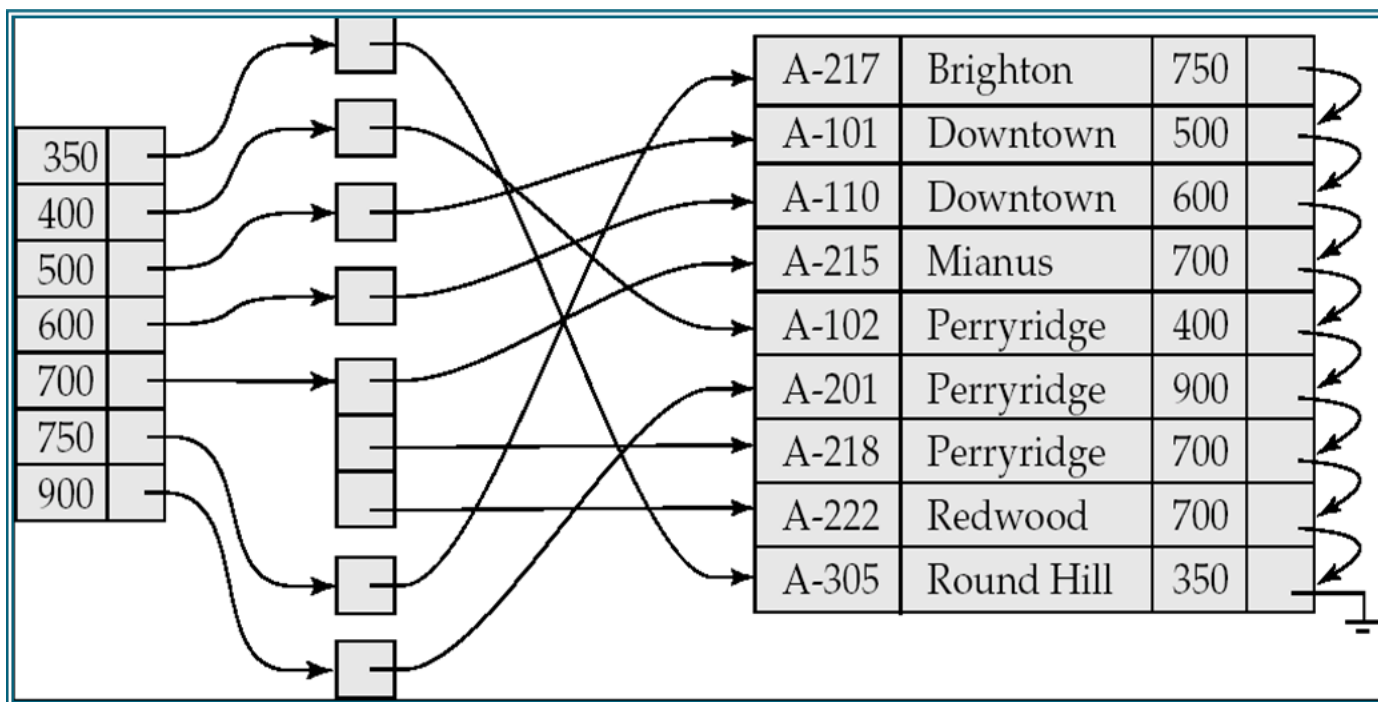 350
400
500
600
700
750
900
A-217 Brighton 750
A-101 Downtown 500
A-110 Downtown 600
A-215 Mianus 700
A-102 Perryridge 400
A-201 Perryridge 900
A-218 Perryridge 700
A-222 Redwood 700
A-305 Round Hill 350